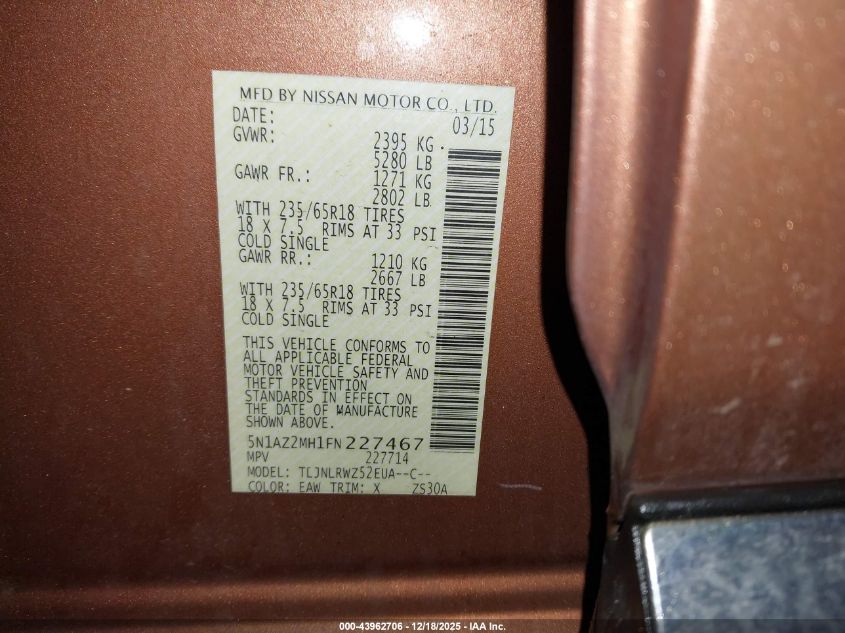 MFD BY NISSAN MOTOR CO., LTD.
DATE: 03/15
GVWR: 2395 KG
5280 LB
GAWR FR.: 1271 KG
2802 LB
WITH 235/65R18 TIRES
18 X 7.5 RIMS AT 33 PSI
COLD SINGLE
GAWR RR.: 1210 KG
2667 LB
WITH 235/65R18 TIRES
18 X 7.5 RIMS AT 33 PSI
COLD SINGLE
THIS VEHICLE CONFORMS TO
ALL APPLICABLE FEDERAL
MOTOR VEHICLE SAFETY AND
THEFT PREVENTION
STANDARDS IN EFFECT ON
THE DATE OF MANUFACTURE
SHOWN ABOVE.
5N1AZ2MH1FN227467
MPV 227714
MODEL: TLJNLRWZ52EUA--C--
COLOR: EAW TRIM: X ZS30A
000-43962706 - 12/18/2025 - IAA Inc.